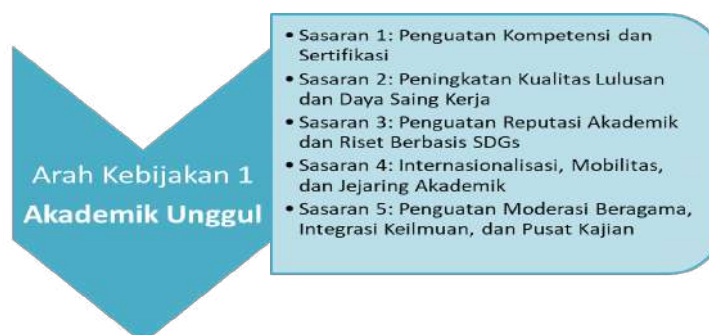 Arah Kebijakan 1
Akademik Unggul
• Sasaran 1: Penguatan Kompetensi dan
Sertifikasi
• Sasaran 2: Peningkatan Kualitas Lulusan
dan Daya Saing Kerja
• Sasaran 3: Penguatan Reputasi Akademik
dan Riset Berbasis SDGs
• Sasaran 4: Internasionalisasi, Mobilitas,
dan Jejaring Akademik
• Sasaran 5: Penguatan Moderasi Beragama,
Integrasi Keilmuan, dan Pusat Kajian